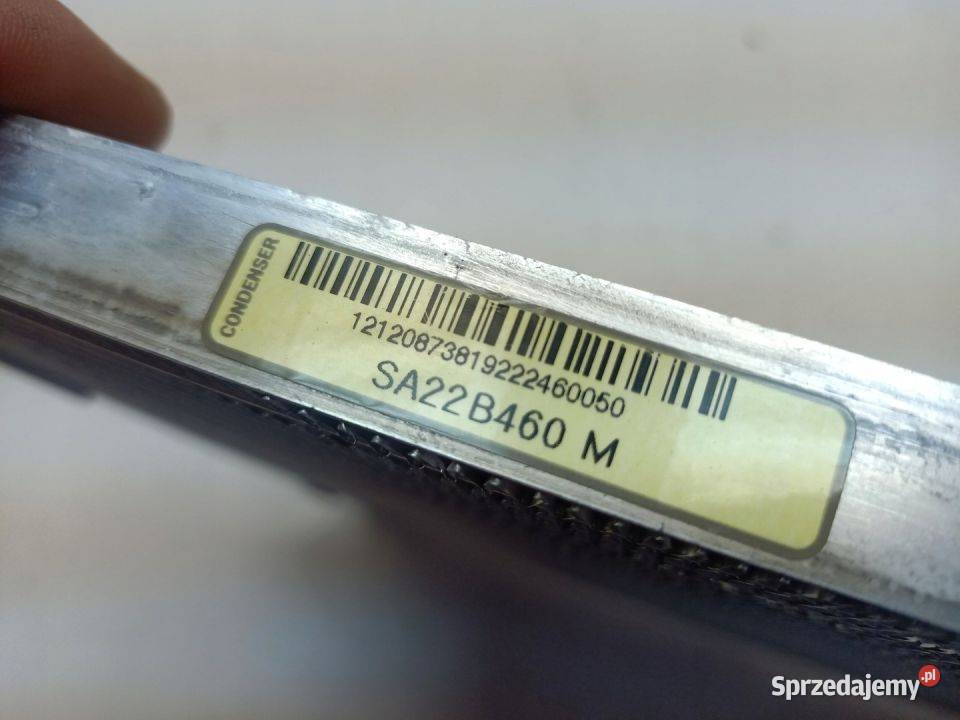 CONDENSER
12120873819222460050
SA22B460 M
Sprzedajemy.pl